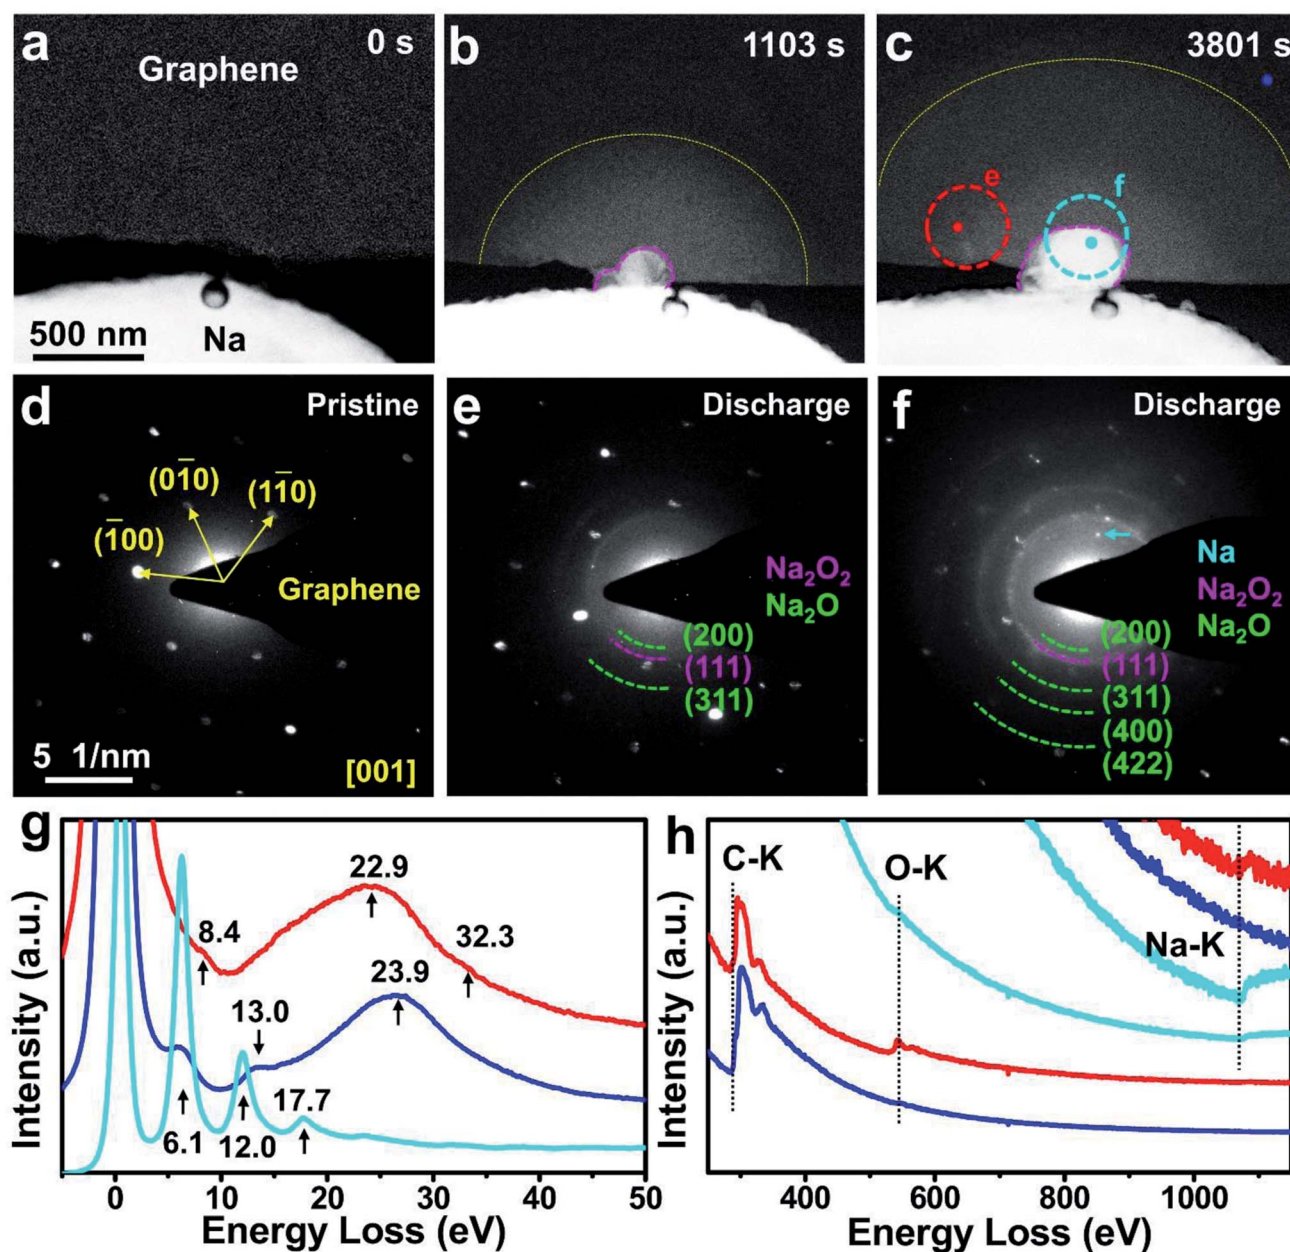 a
0 s
Graphene
Na
500 nm
b
1103 s
c
3801 s
e
f
d
Pristine
(01̅0)
(11̅0)
(1̅00)
Graphene
5 1/nm
[001]
e
Discharge
Na₂O₂
Na₂O
(200)
(111)
(311)
f
Discharge
Na
Na₂O₂
Na₂O
(200)
(111)
(311)
(400)
(422)
g
22.9
8.4
32.3
23.9
13.0
17.7
6.1
12.0
Intensity (a.u.)
0 10 20 30 40 50
Energy Loss (eV)
h
C-K
O-K
Na-K
Intensity (a.u.)
400 600 800 1000
Energy Loss (eV)